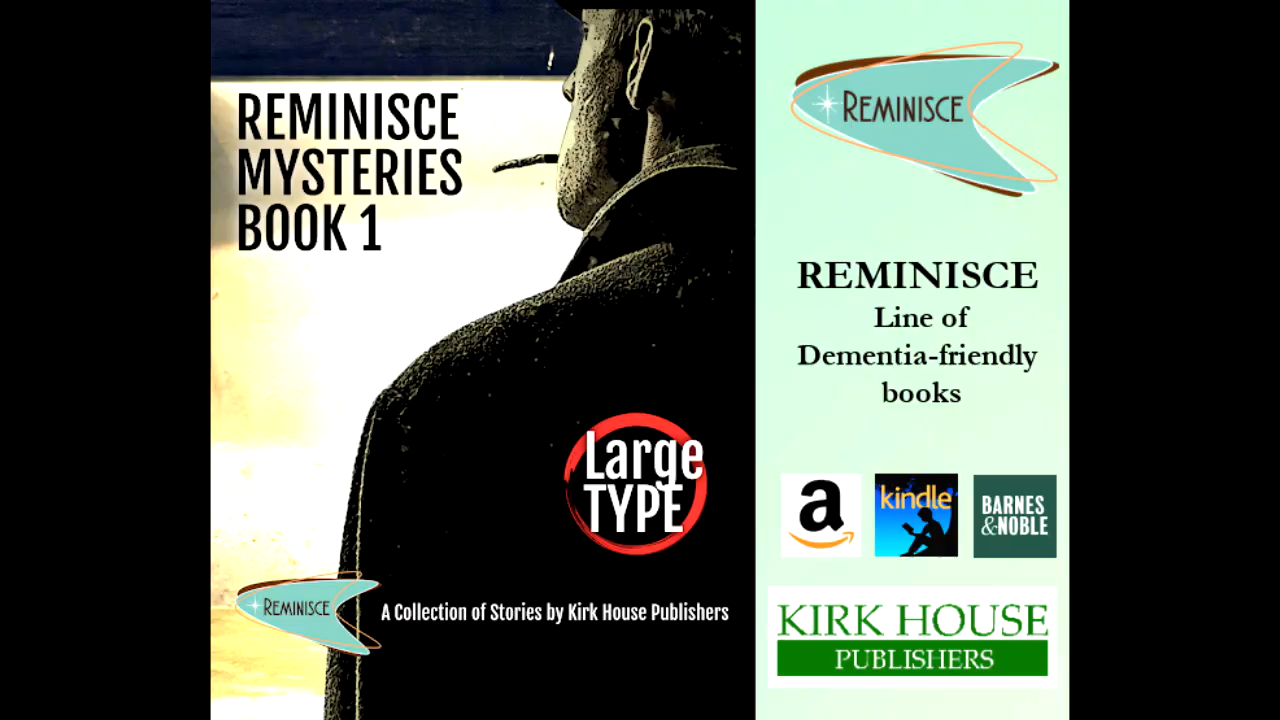 REMINISCE
MYSTERIES
BOOK 1
Large
TYPE
REMINISCE
A Collection of Stories by Kirk House Publishers
REMINISCE
REMINISCE
Line of
Dementia-friendly
books
a
kindle
BARNES
&NOBLE
KIRK HOUSE
PUBLISHERS